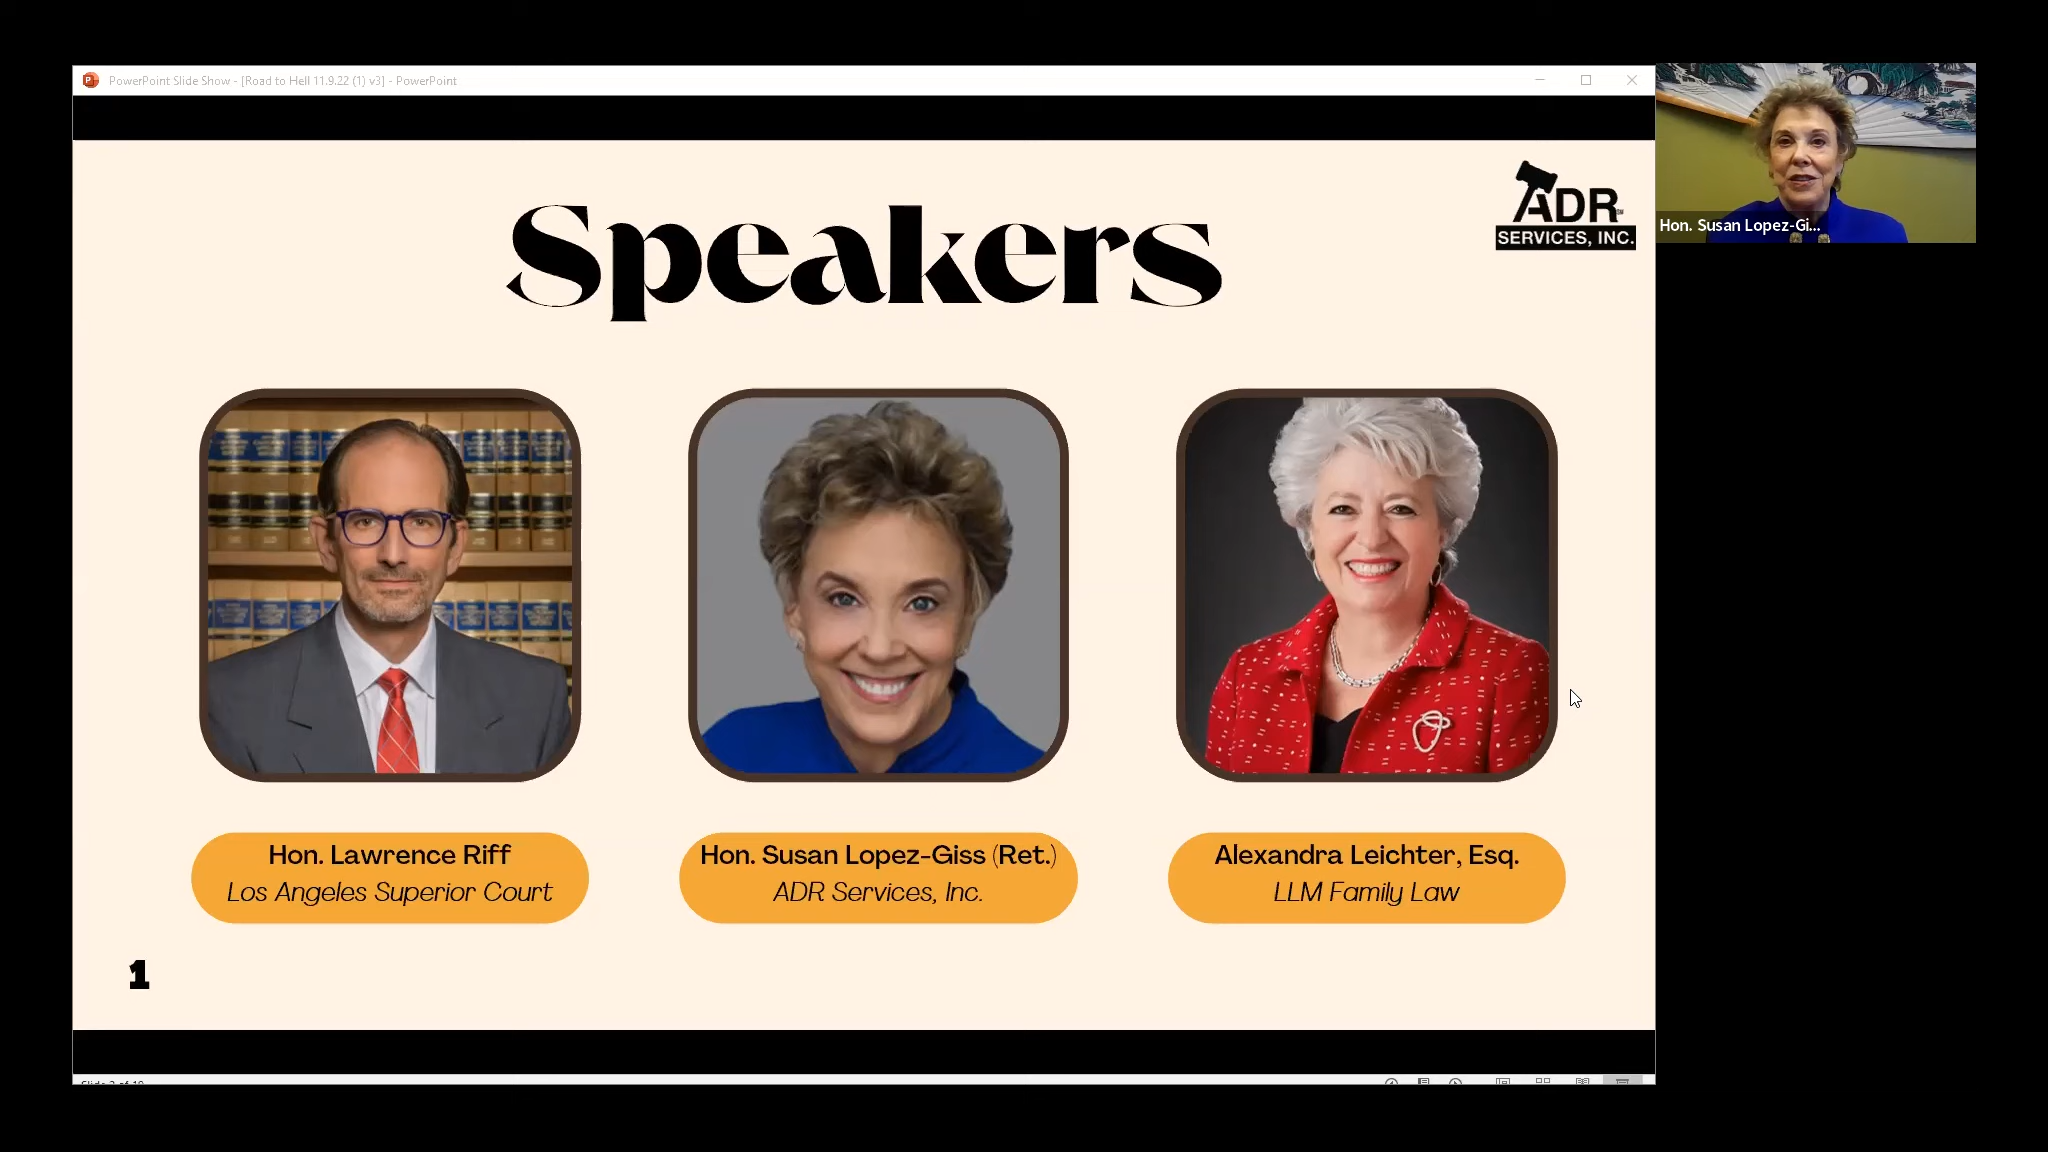 PowerPoint Slide Show - [Road to Hell 11.9.22 (1) v3] - PowerPoint
Speakers
ADR
SERVICES, INC.
Hon. Susan Lopez-Gi...
Hon. Lawrence Riff
Los Angeles Superior Court
Hon. Susan Lopez-Giss (Ret.)
ADR Services, Inc.
Alexandra Leichter, Esq.
LLM Family Law
1